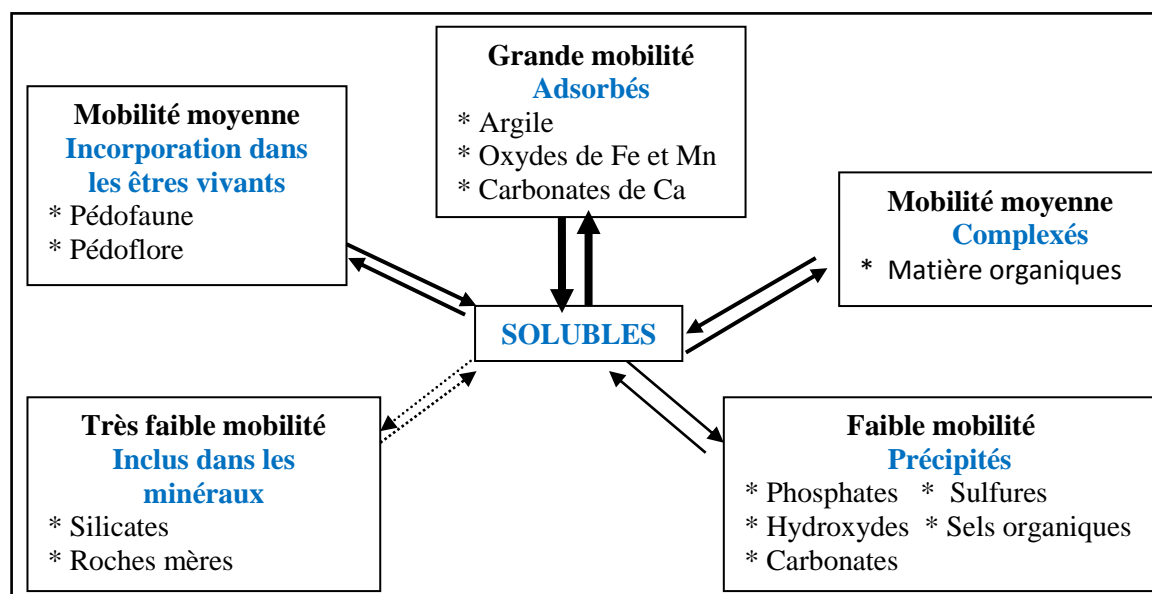 Grande mobilité
Adsorbés
* Argile
* Oxydes de Fe et Mn
* Carbonates de Ca
Mobilité moyenne
Incorporation dans
les êtres vivants
* Pédofaune
* Pédoflore
Mobilité moyenne
Complexés
* Matière organiques
SOLUBLES
Très faible mobilité
Inclus dans les
minéraux
* Silicates
* Roches mères
Faible mobilité
Précipités
* Phosphates * Sulfures
* Hydroxydes * Sels organiques
* Carbonates